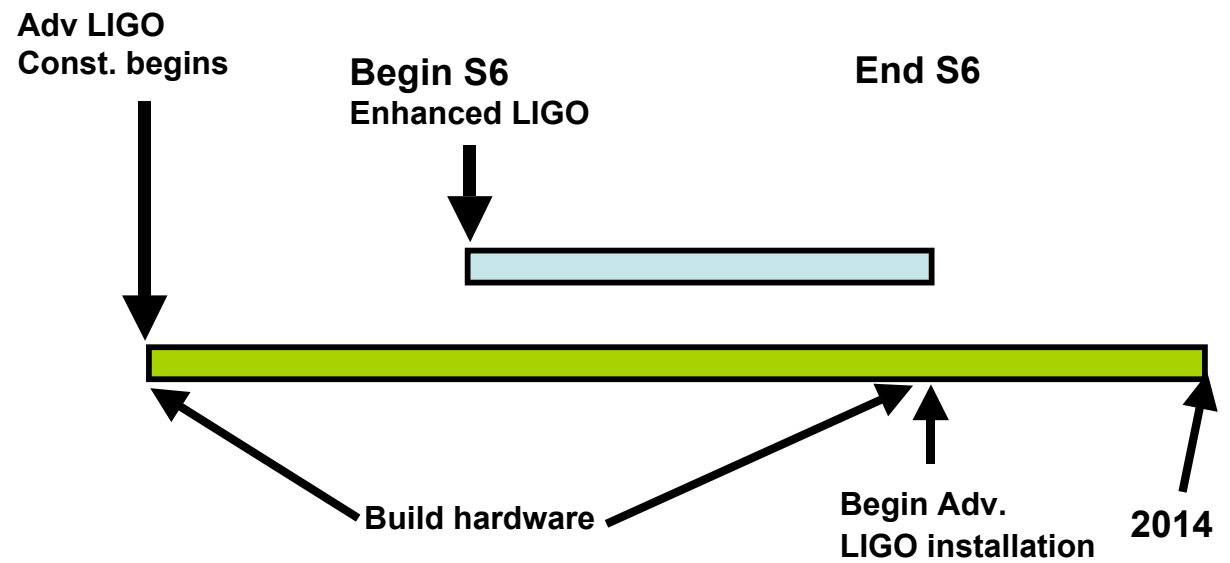 Adv LIGO
Const. begins
Begin S6
Enhanced LIGO
End S6
Build hardware
Begin Adv.
LIGO installation
2014